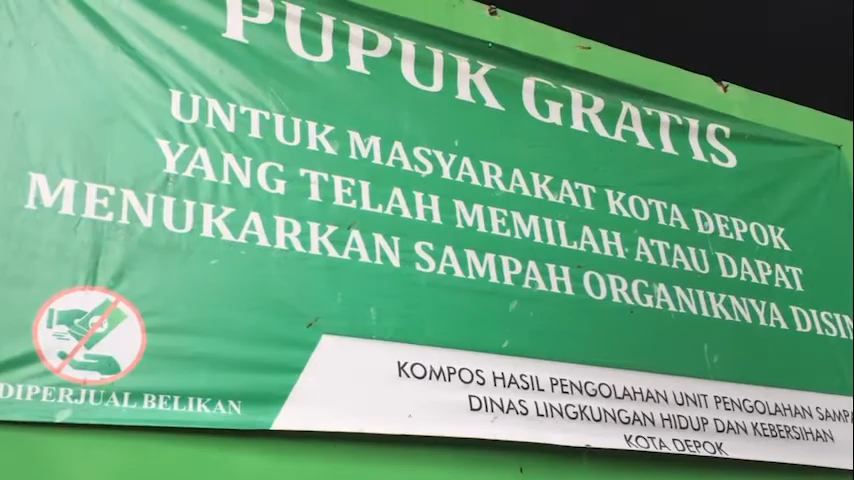 PUPUK GRATIS
UNTUK MASYARAKAT KOTA DEPOK
YANG TELAH MEMILAH ATAU DAPAT
MENUKARKAN SAMPAH ORGANIKNYA
DIPERJUAL BELIKAN
KOMPOS HASIL PENGOLAHAN UNIT PENGOLAHAN
DINAS LINGKUNGAN HIDUP DAN KEBERSIHAN
KOTA DEPOK